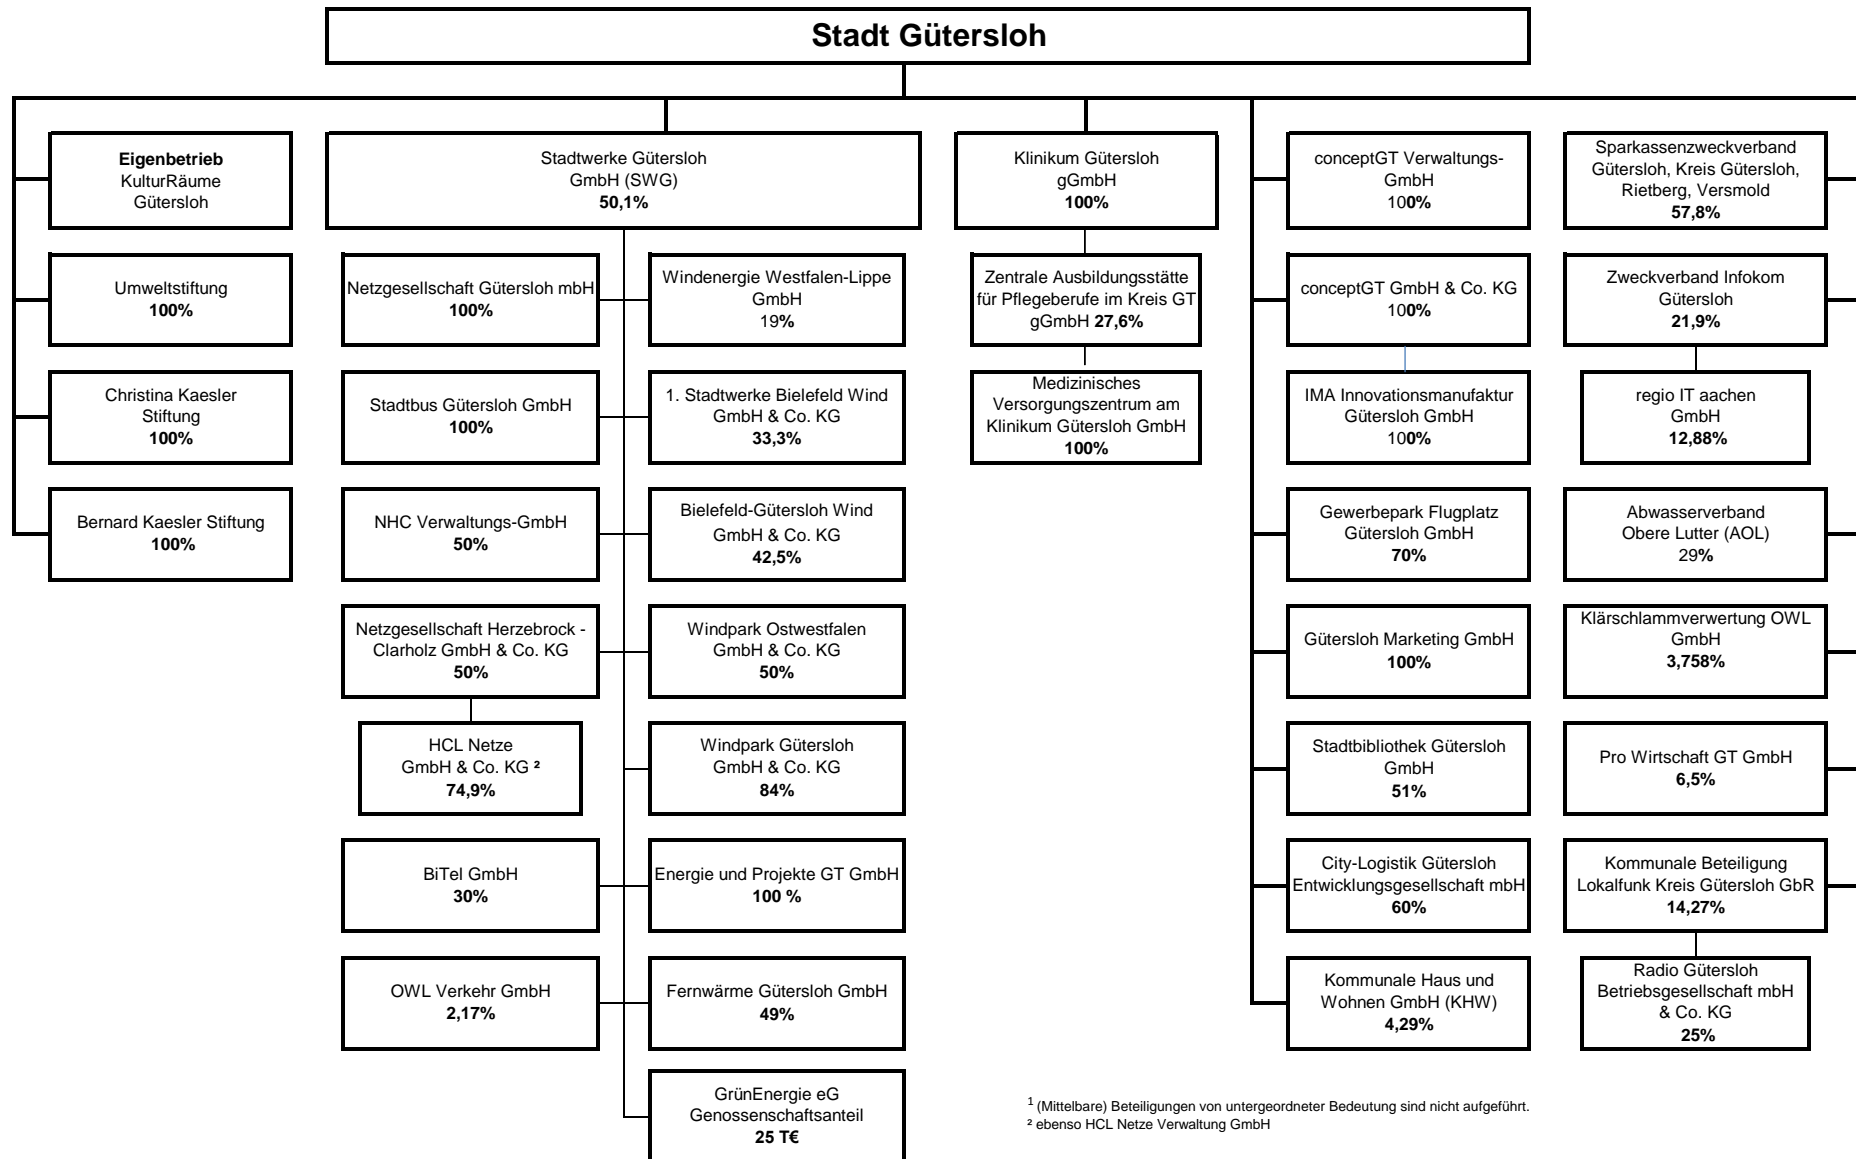 Stadt Gütersloh
Eigenbetrieb
KulturRäume
Gütersloh
Umweltstiftung
100%
Christina Kaesler
Stiftung
100%
Bernard Kaesler Stiftung
100%
Stadtwerke Gütersloh
GmbH (SWG)
50,1%
Netzgesellschaft Gütersloh mbH
100%
Stadtbus Gütersloh GmbH
100%
NHC Verwaltungs-GmbH
50%
Netzgesellschaft Herzebrock -
Clarholz GmbH & Co. KG
50%
HCL Netze
GmbH & Co. KG ²
74,9%
BiTel GmbH
30%
OWL Verkehr GmbH
2,17%
Windenergie Westfalen-Lippe
GmbH
19%
1. Stadtwerke Bielefeld Wind
GmbH & Co. KG
33,3%
Bielefeld-Gütersloh Wind
GmbH & Co. KG
42,5%
Windpark Ostwestfalen
GmbH & Co. KG
50%
Windpark Gütersloh
GmbH & Co. KG
84%
Energie und Projekte GT GmbH
100 %
Fernwärme Gütersloh GmbH
49%
GrünEnergie eG
Genossenschaftsanteil
25 T€
Klinikum Gütersloh
gGmbH
100%
Zentrale Ausbildungsstätte
für Pflegeberufe im Kreis GT
gGmbH 27,6%
Medizinisches
Versorgungszentrum am
Klinikum Gütersloh GmbH
100%
conceptGT Verwaltungs-
GmbH
100%
conceptGT GmbH & Co. KG
100%
IMA Innovationsmanufaktur
Gütersloh GmbH
100%
Gewerbepark Flugplatz
Gütersloh GmbH
70%
Gütersloh Marketing GmbH
100%
Stadtbibliothek Gütersloh
GmbH
51%
City-Logistik Gütersloh
Entwicklungsgesellschaft mbH
60%
Kommunale Haus und
Wohnen GmbH (KHW)
4,29%
Sparkassenzweckverband
Gütersloh, Kreis Gütersloh,
Rietberg, Versmold
57,8%
Zweckverband Infokom
Gütersloh
21,9%
regio IT aachen
GmbH
12,88%
Abwasserverband
Obere Lutter (AOL)
29%
Klärschlammverwertung OWL
GmbH
3,758%
Pro Wirtschaft GT GmbH
6,5%
Kommunale Beteiligung
Lokalfunk Kreis Gütersloh GbR
14,27%
Radio Gütersloh
Betriebsgesellschaft mbH
& Co. KG
25%
¹ (Mittelbare) Beteiligungen von untergeordneter Bedeutung sind nicht aufgeführt.
² ebenso HCL Netze Verwaltung GmbH